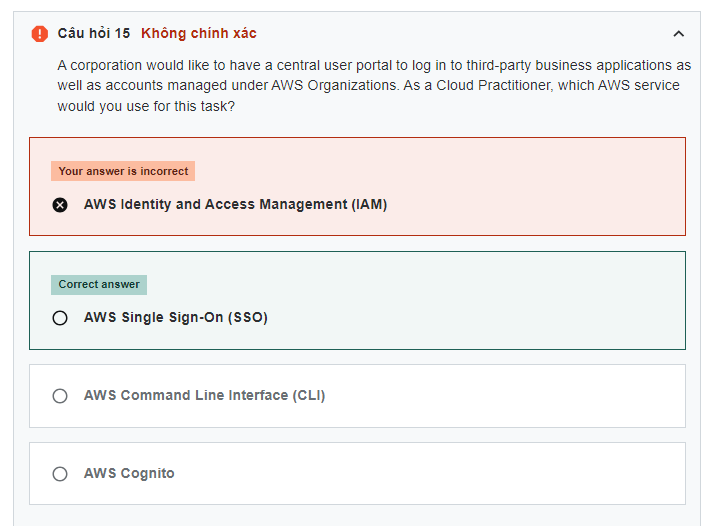 Câu hỏi 15 Không chính xác
A corporation would like to have a central user portal to log in to third-party business applications as
well as accounts managed under AWS Organizations. As a Cloud Practitioner, which AWS service
would you use for this task?
Your answer is incorrect
AWS Identity and Access Management (IAM)
Correct answer
AWS Single Sign-On (SSO)
AWS Command Line Interface (CLI)
AWS Cognito